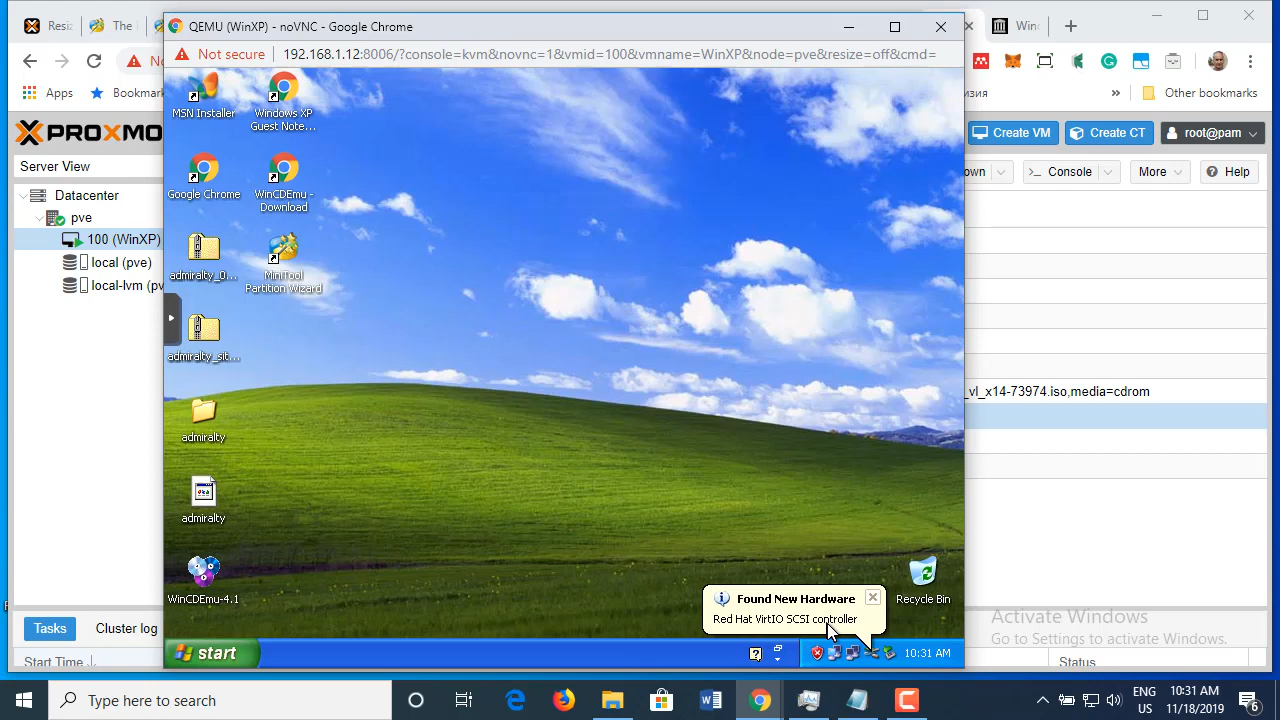 Resi
The
Wind
QEMU (WinXP) - noVNC - Google Chrome
Not secure
192.168.1.12:8006/?console=kvm&novnc=1&vmid=100&vmname=WinXP&node=pve&resize=off&cmd=
Apps
Bookmark
Other bookmarks
PROXMO
Create VM
Create CT
root@pam
Server View
Console
More
Help
Datacenter
pve
100 (WinXP)
local (pve)
local-lvm (pv
_vl_x14-73974.iso,media=cdrom
MSN Installer
Windows XP
Guest Note...
Google Chrome
WinCDEmu -
Download
admiralty_0...
MiniTool
Partition Wizard
admiralty_sit...
admiralty
admiralty
WinCDEmu-4.1
Found New Hardware
Red Hat VirtIO SCSI controller
Recycle Bin
start
10:31 AM
Tasks
Cluster log
Start Time
Status
Activate Windows
Go to Settings to activate Windows.
Type here to search
ENG
US
10:31 AM
11/18/2019
6